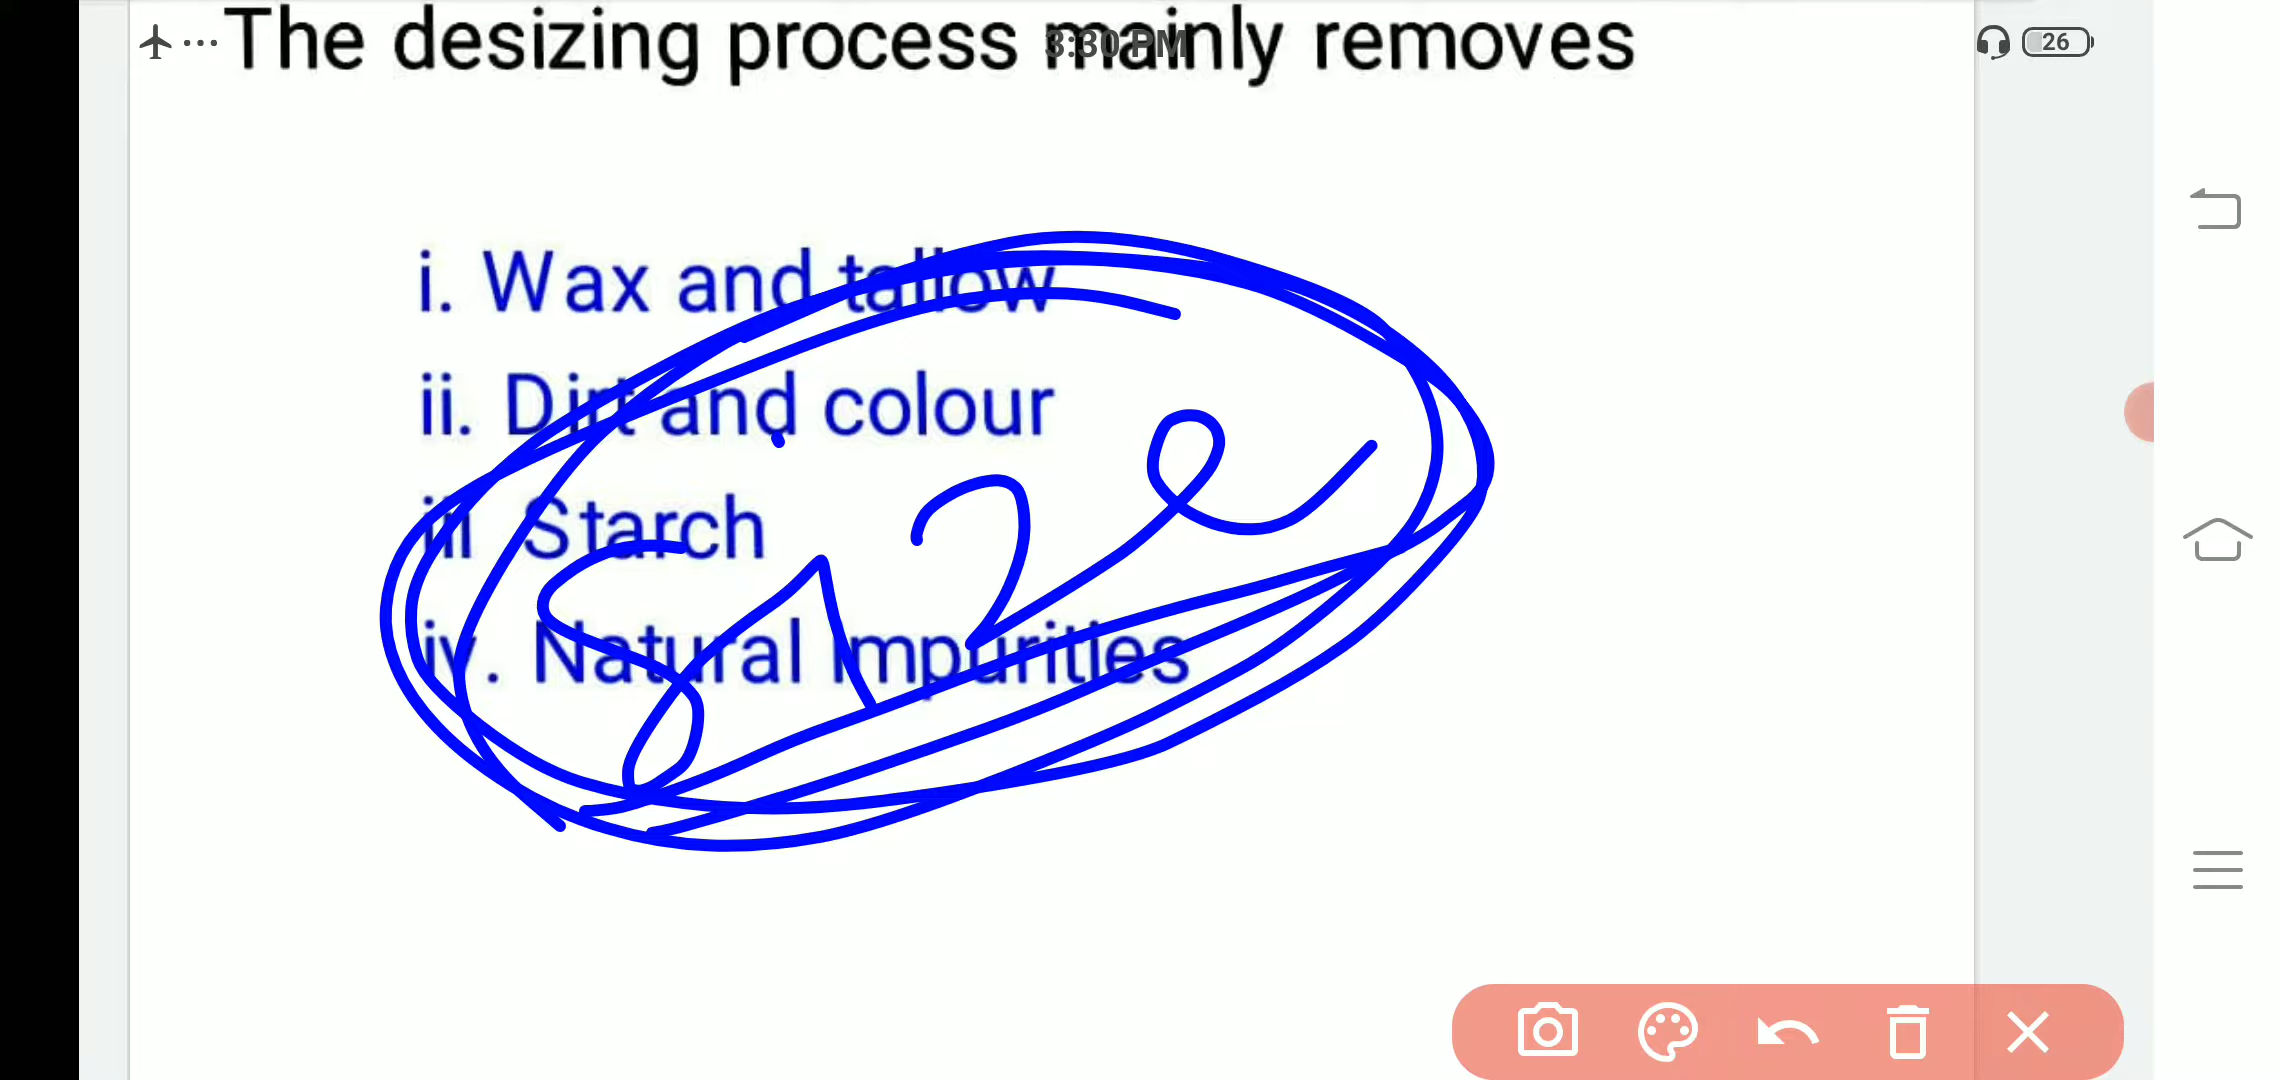 The desizing process mainly removes
3:30 PM
26
i. Wax and tallow
ii. Dirt and colour
iii Starch
iv. Natural Impurities
size